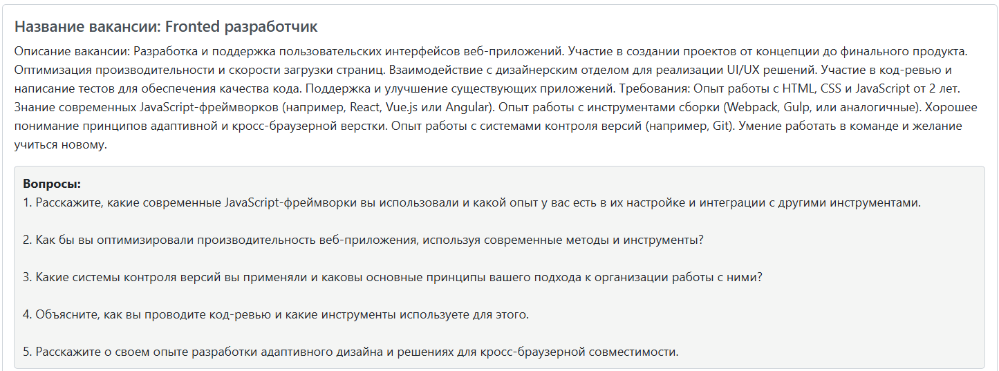 Название вакансии: Fronted разработчик
Описание вакансии: Разработка и поддержка пользовательских интерфейсов веб-приложений. Участие в создании проектов от концепции до финального продукта.
Оптимизация производительности и скорости загрузки страниц. Взаимодействие с дизайнерским отделом для реализации UI/UX решений. Участие в код-ревью и
написание тестов для обеспечения качества кода. Поддержка и улучшение существующих приложений. Требования: Опыт работы с HTML, CSS и JavaScript от 2 лет.
Знание современных JavaScript-фреймворков (например, React, Vue.js или Angular). Опыт работы с инструментами сборки (Webpack, Gulp, или аналогичные). Хорошее
понимание принципов адаптивной и кросс-браузерной верстки. Опыт работы с системами контроля версий (например, Git). Умение работать в команде и желание
учиться новому.
Вопросы:
1. Расскажите, какие современные JavaScript-фреймворки вы использовали и какой опыт у вас есть в их настройке и интеграции с другими инструментами.
2. Как бы вы оптимизировали производительность веб-приложения, используя современные методы и инструменты?
3. Какие системы контроля версий вы применяли и каковы основные принципы вашего подхода к организации работы с ними?
4. Объясните, как вы проводите код-ревью и какие инструменты используете для этого.
5. Расскажите о своем опыте разработки адаптивного дизайна и решениях для кросс-браузерной совместимости.